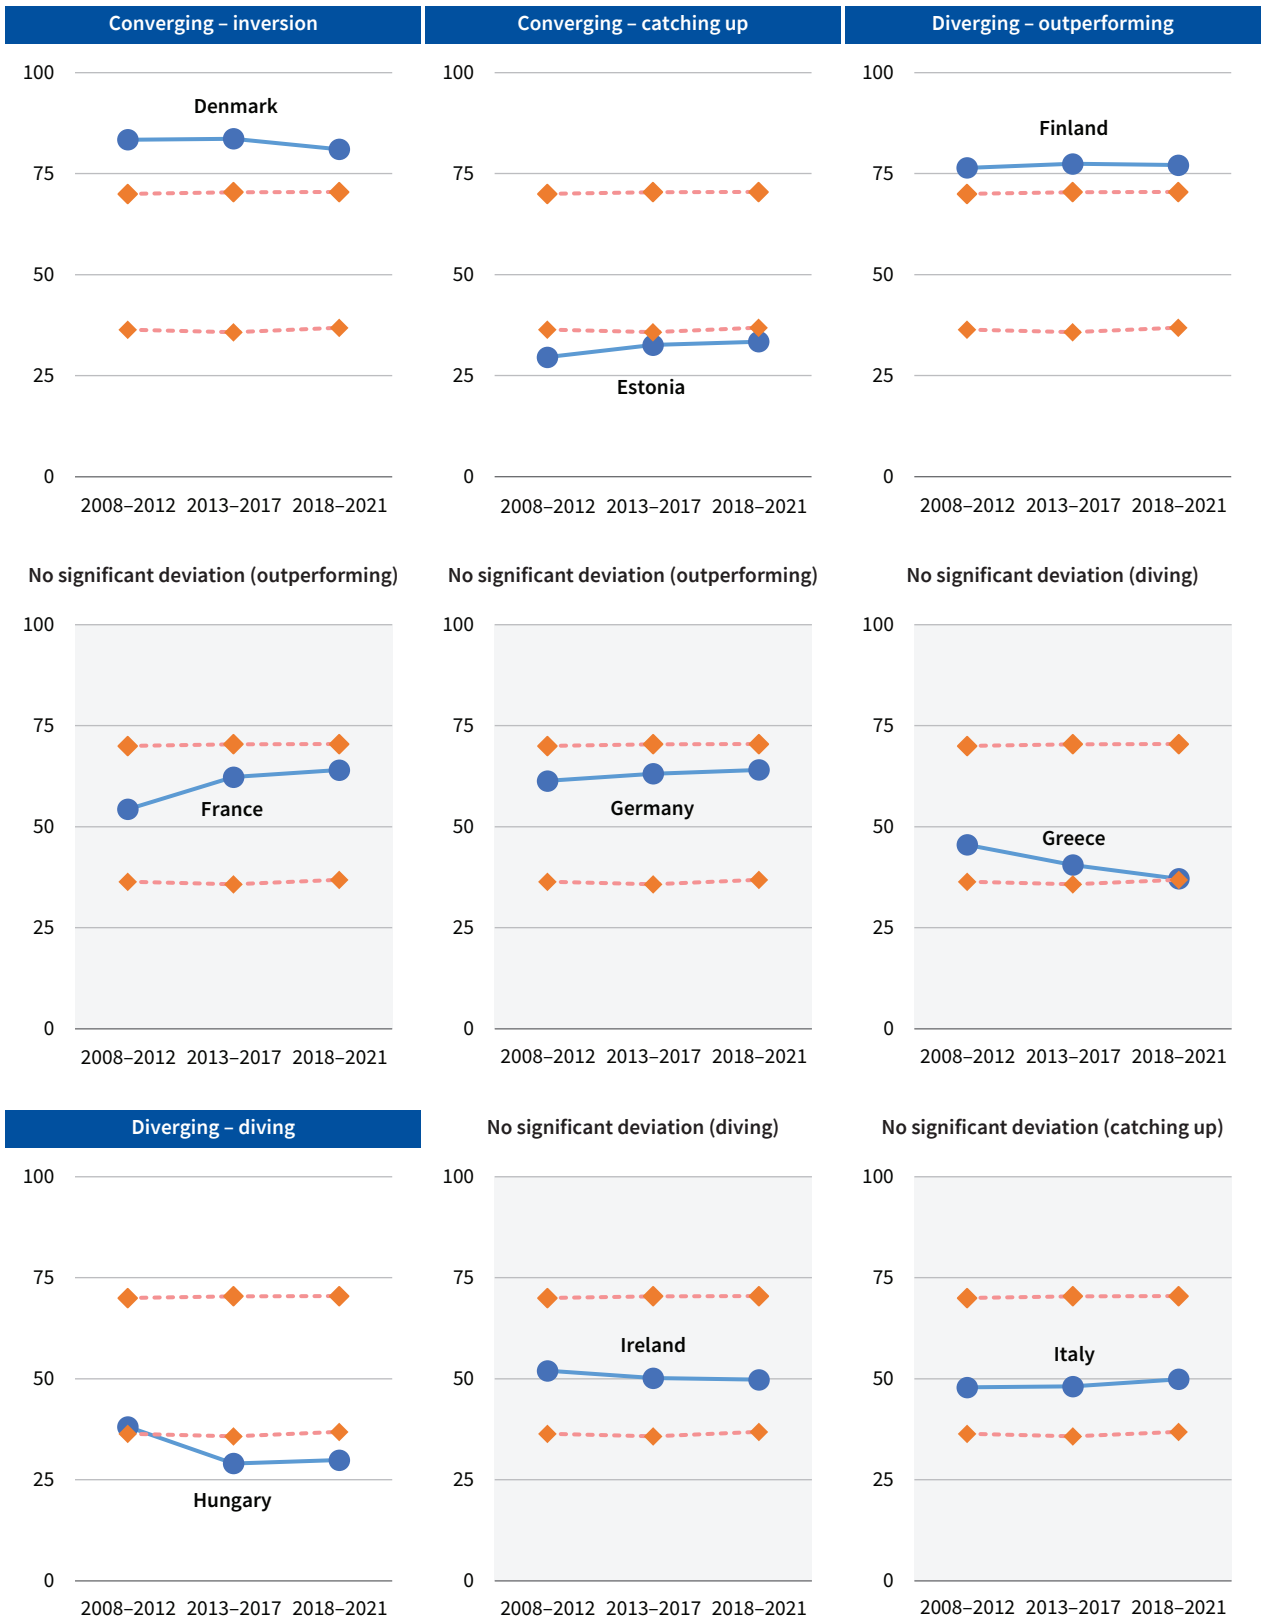 Converging – inversion
Converging – catching up
Diverging – outperforming
100
75
50
25
0
Denmark
2008–2012 2013–2017 2018–2021
100
75
50
25
0
Estonia
2008–2012 2013–2017 2018–2021
100
75
50
25
0
Finland
2008–2012 2013–2017 2018–2021
No significant deviation (outperforming)
No significant deviation (outperforming)
No significant deviation (diving)
100
75
50
25
0
France
2008–2012 2013–2017 2018–2021
100
75
50
25
0
Germany
2008–2012 2013–2017 2018–2021
100
75
50
25
0
Greece
2008–2012 2013–2017 2018–2021
Diverging – diving
No significant deviation (diving)
No significant deviation (catching up)
100
75
50
25
0
Hungary
2008–2012 2013–2017 2018–2021
100
75
50
25
0
Ireland
2008–2012 2013–2017 2018–2021
100
75
50
25
0
Italy
2008–2012 2013–2017 2018–2021